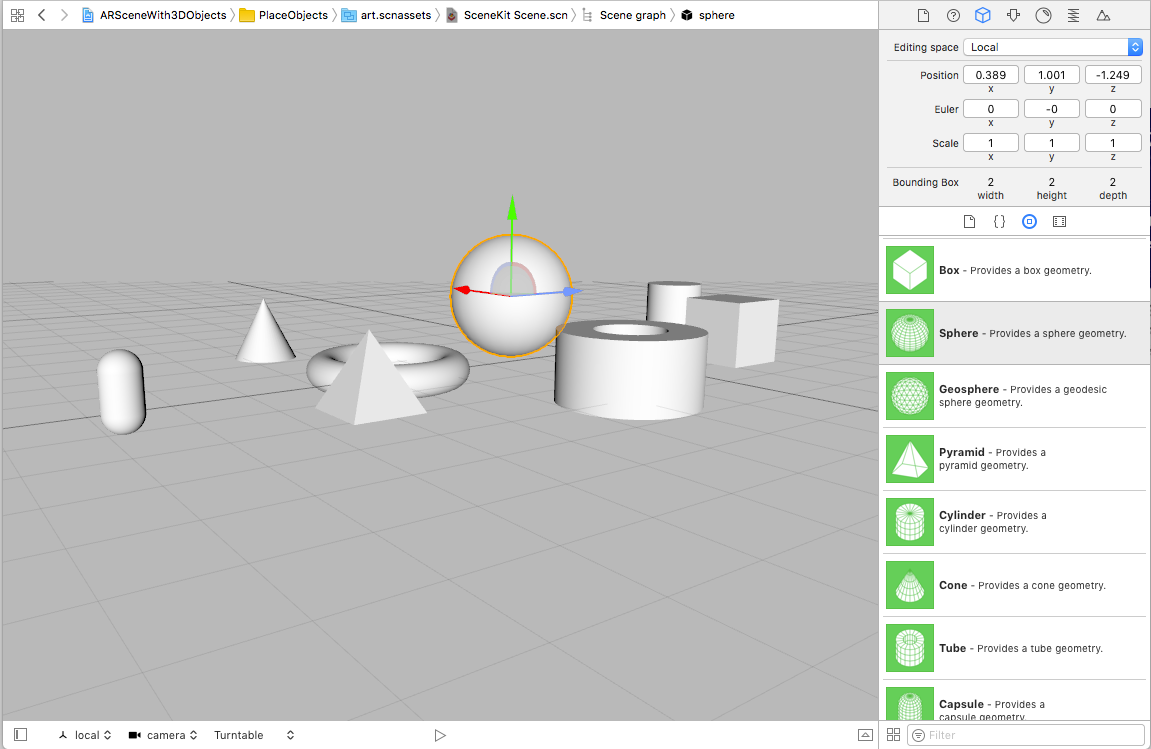 ARSceneWith3DObjects PlaceObjects art.scnassets SceneKit Scene.scn Scene graph sphere
Editing space Local
Position 0.389 1.001 -1.249
x y z
Euler 0 -0 0
x y z
Scale 1 1 1
x y z
Bounding Box 2 2 2
width height depth
{}
Box - Provides a box geometry.
Sphere - Provides a sphere geometry.
Geosphere - Provides a geodesic
sphere geometry.
Pyramid - Provides a
pyramid geometry.
Cylinder - Provides a
cylinder geometry.
Cone - Provides a cone geometry.
Tube - Provides a tube geometry.
Capsule - Provides a
capsule geometry.
local camera Turntable
Filter